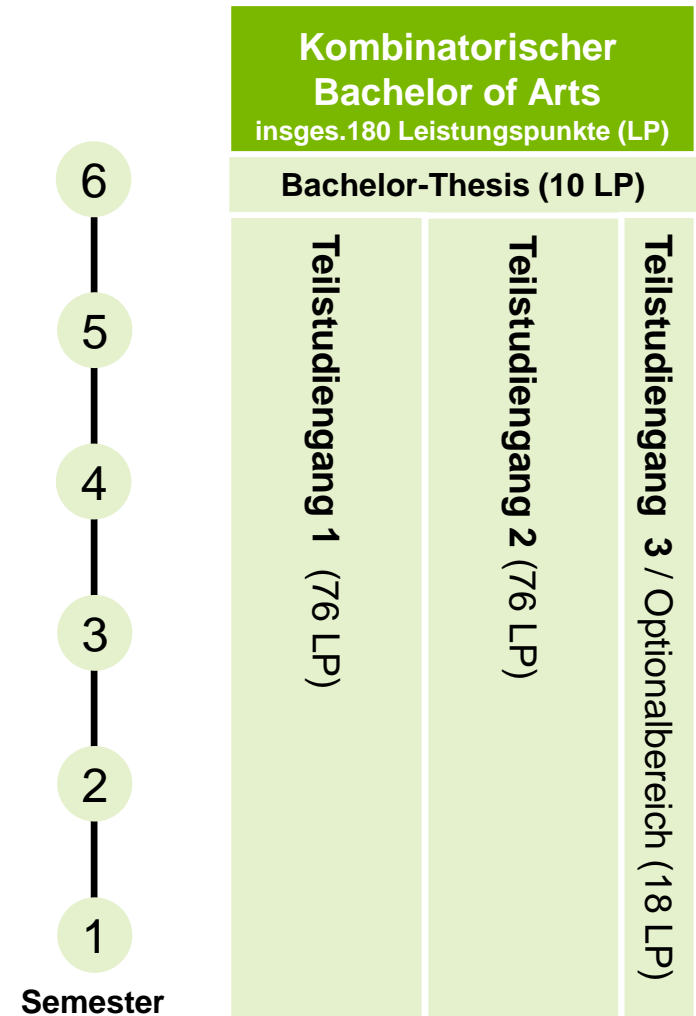 Kombinatorischer
Bachelor of Arts
insges.180 Leistungspunkte (LP)
6
Bachelor-Thesis (10 LP)
Teilstudiengang 1 (76 LP)
Teilstudiengang 2 (76 LP)
Teilstudiengang 3 / Optionalbereich (18 LP)
5
4
3
2
1
Semester